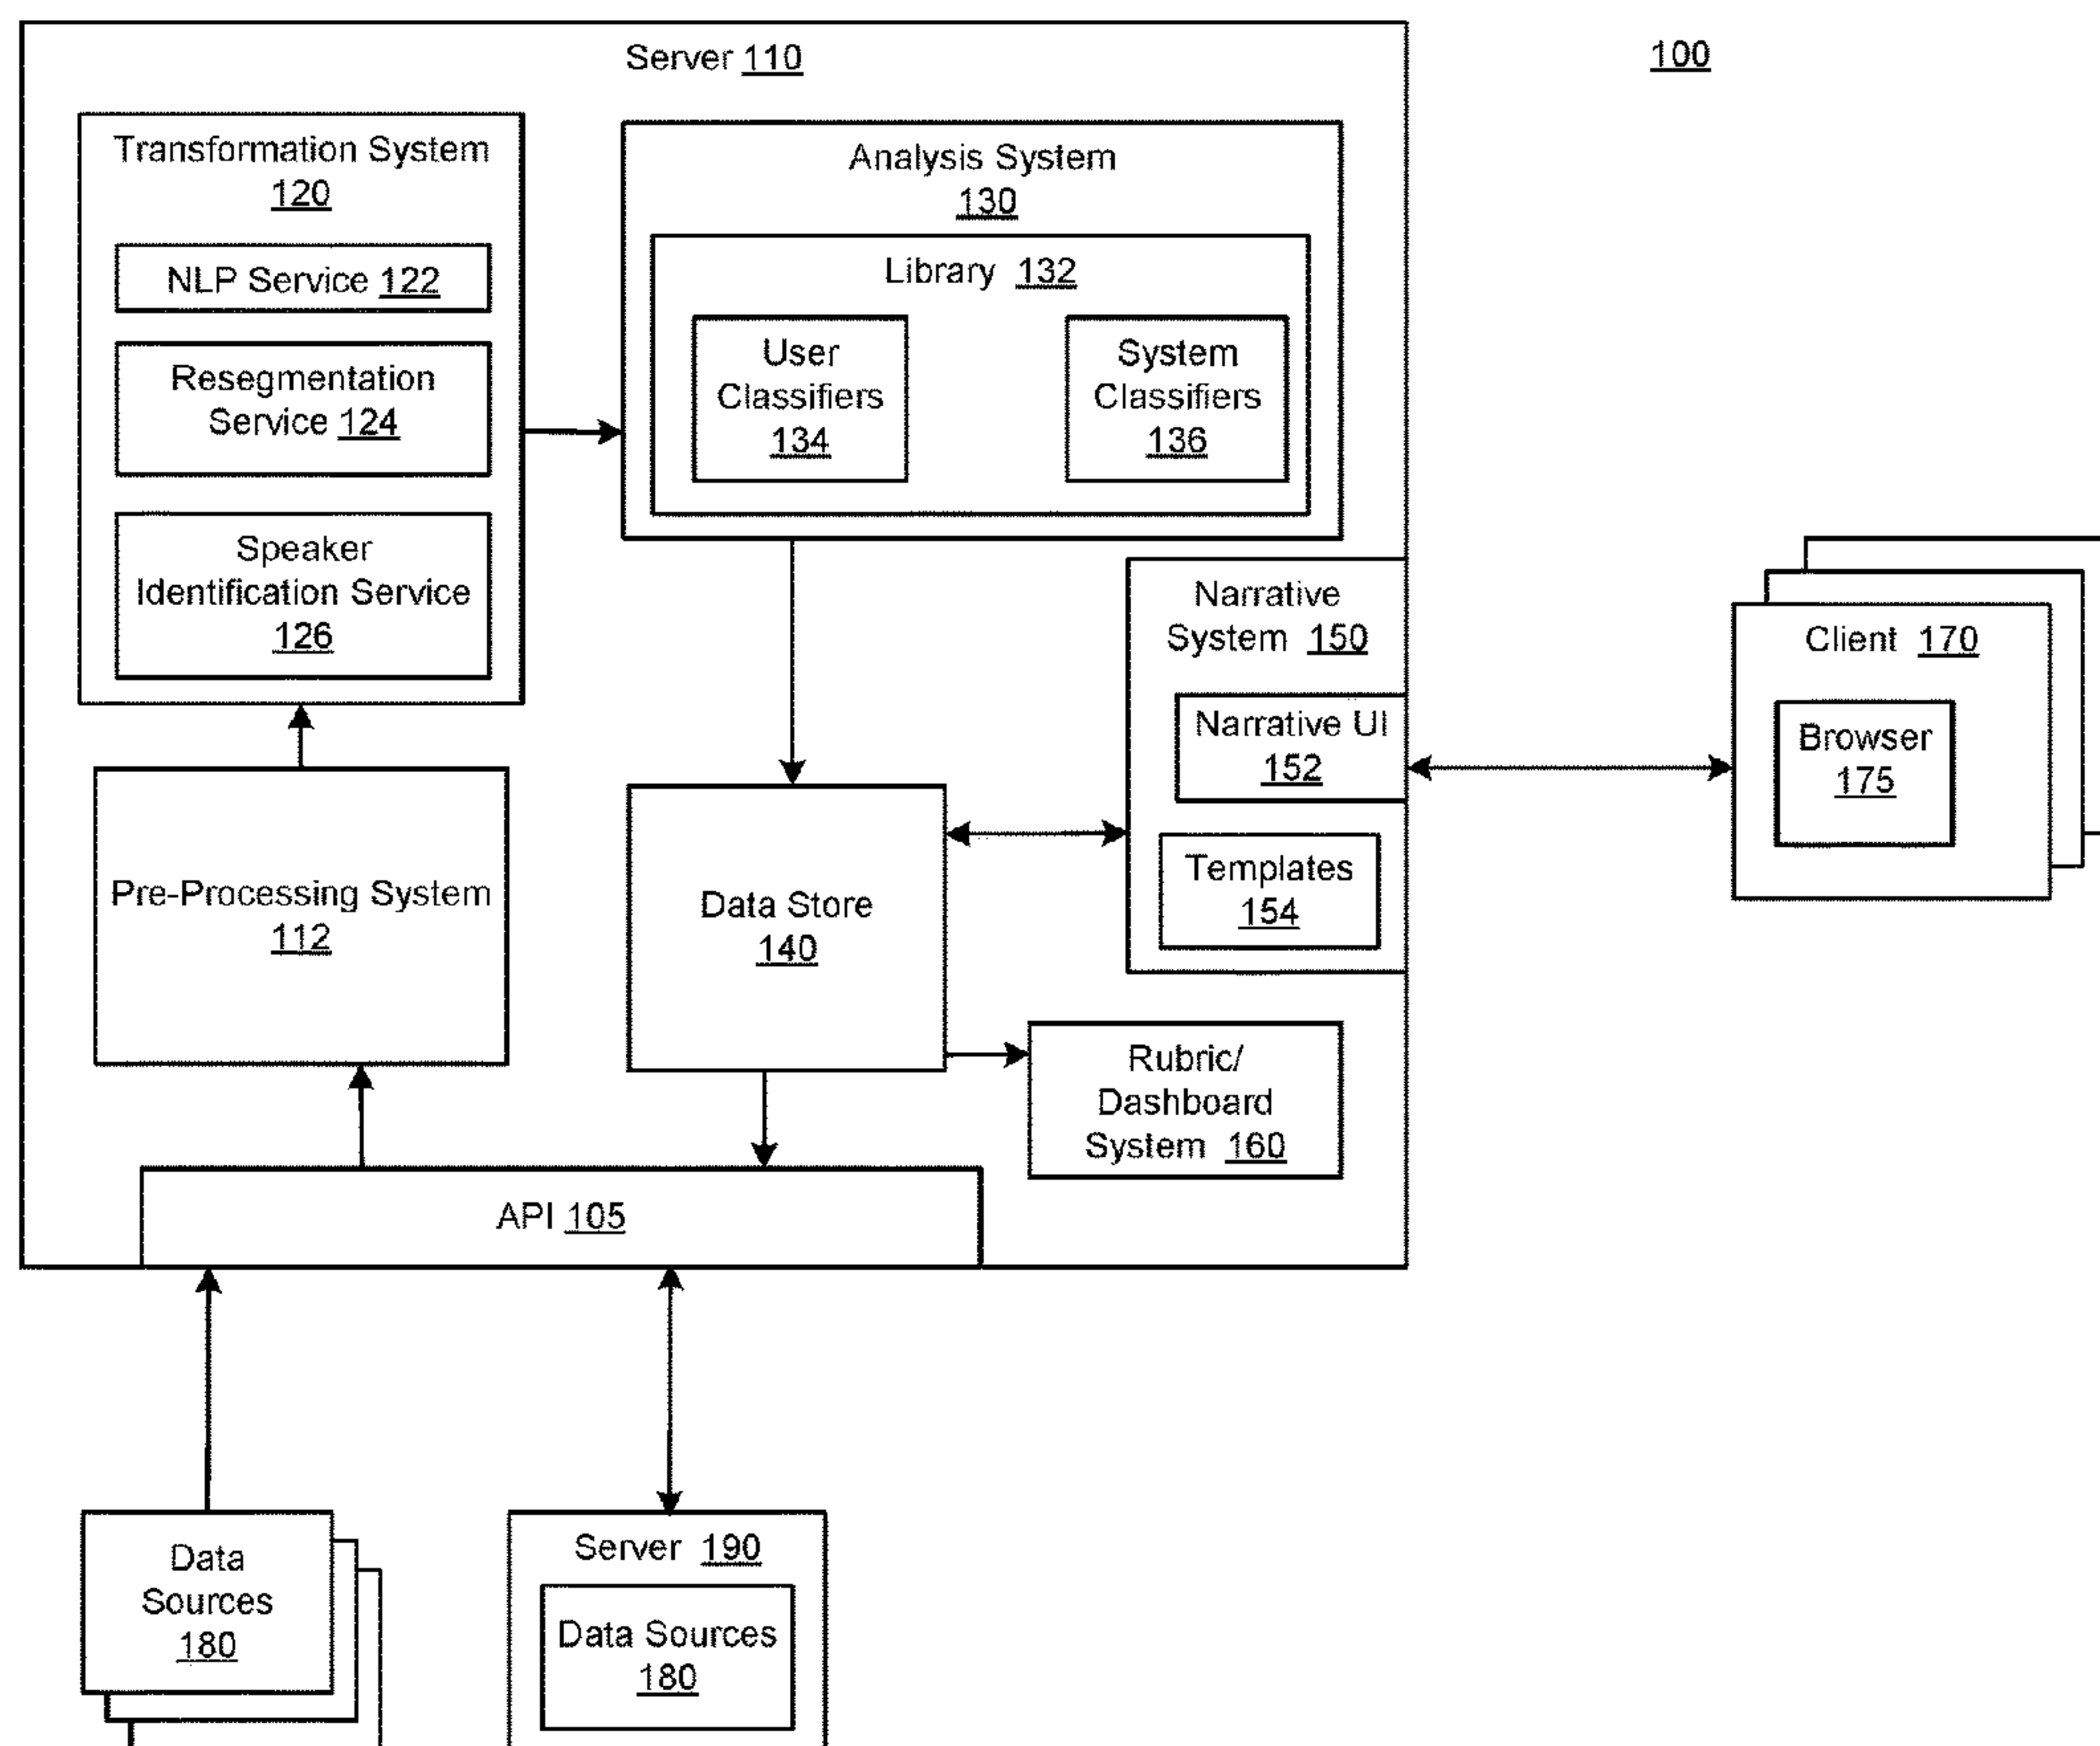 Server 110
100
Transformation System
120
NLP Service 122
Resegmentation
Service 124
Speaker
Identification Service
126
Analysis System
130
Library 132
User
Classifiers
134
System
Classifiers
136
Narrative
System 150
Narrative UI
152
Templates
154
Client 170
Browser
175
Pre-Processing System
112
Data Store
140
Rubric/
Dashboard
System 160
API 105
Data
Sources
180
Server 190
Data Sources
180